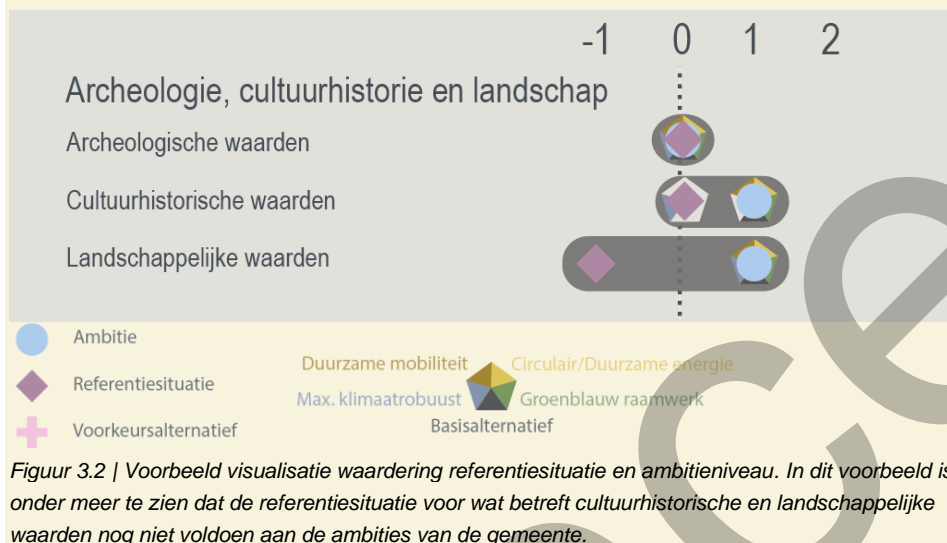 -1 0 1 2
Archeologie, cultuurhistorie en landschap
Archeologische waarden
Cultuurhistorische waarden
Landschappelijke waarden
Ambitie
Referentiesituatie
Voorkeursalternatief
Duurzame mobiliteit Circulair/Duurzame energie
Max. klimaatrobuust Groenblauw raamwerk
Basisalternatief
Figuur 3.2 | Voorbeeld visualisatie waardering referentiesituatie en ambitieniveau. In dit voorbeeld is
onder meer te zien dat de referentiesituatie voor wat betreft cultuurhistorische en landschappelijke
waarden nog niet voldoen aan de ambities van de gemeente.